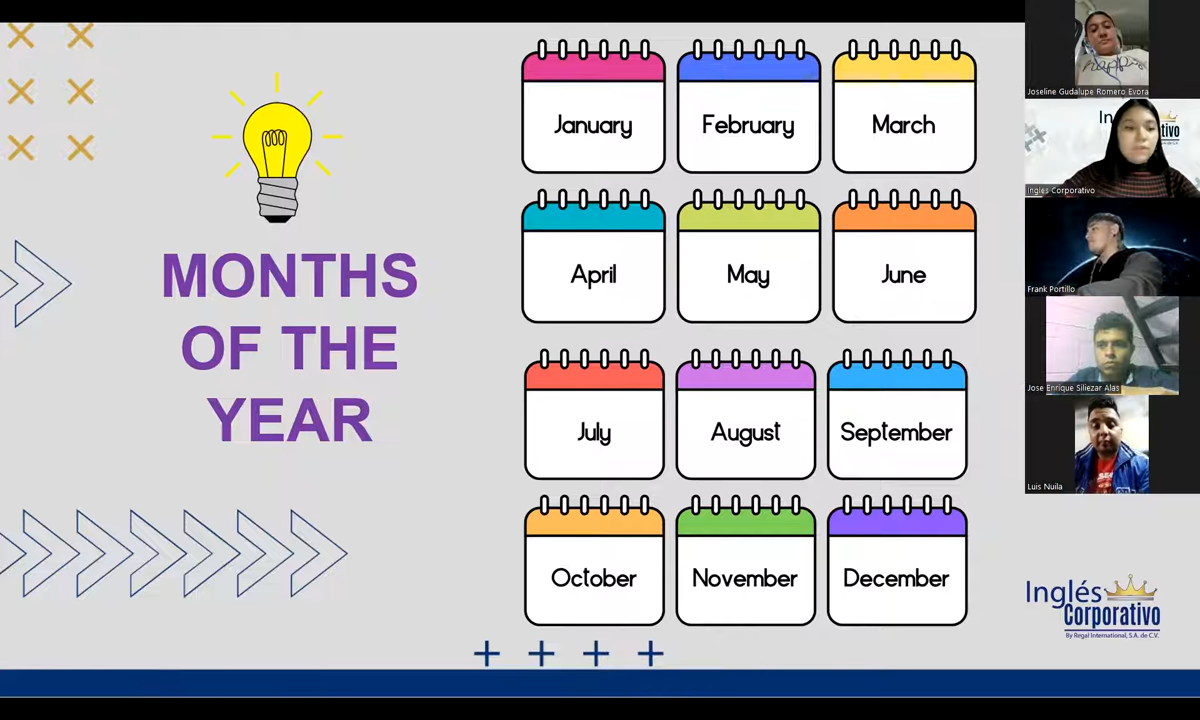 MONTHS
OF THE
YEAR
January
February
March
April
May
June
July
August
September
October
November
December
Joseline Gudalupe Romero Evora
Inglés Corporativo
Frank Portillo
Jose Enrique Siliezar Alas
Luis Nuila
Inglés
Corporativo
By Regal International, S.A. de C.V.